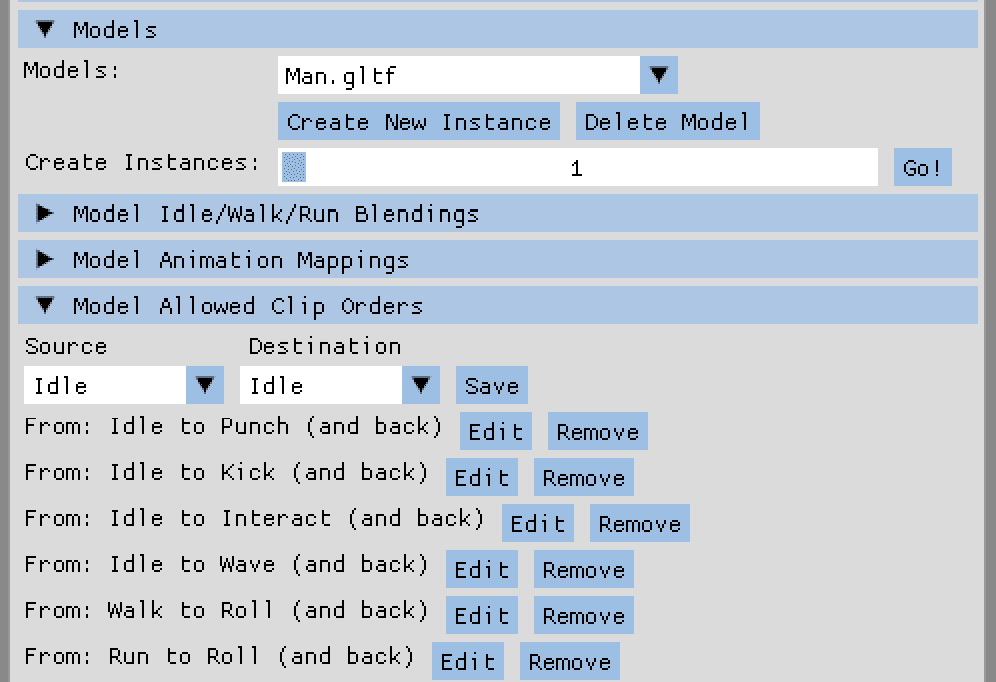 Models
Models: Man.gltf
Create New Instance Delete Model
Create Instances: 1 Go!
Model Idle/Walk/Run Blendings
Model Animation Mappings
Model Allowed Clip Orders
Source Destination
Idle Idle Save
From: Idle to Punch (and back) Edit Remove
From: Idle to Kick (and back) Edit Remove
From: Idle to Interact (and back) Edit Remove
From: Idle to Wave (and back) Edit Remove
From: Walk to Roll (and back) Edit Remove
From: Run to Roll (and back) Edit Remove